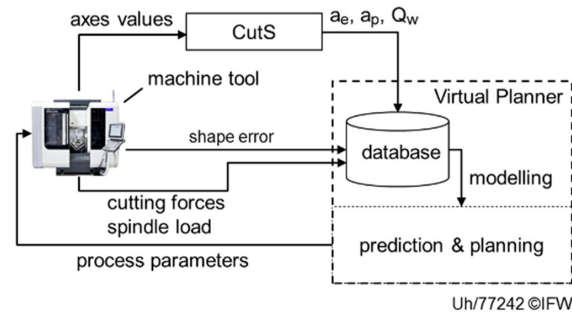 axes values
CutS
aₑ, aₚ, Q_w
machine tool
Virtual Planner
shape error
database
modelling
cutting forces
spindle load
prediction & planning
process parameters
Uh/77242 ©IFW